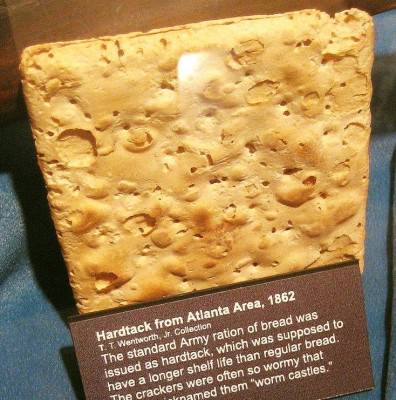 Hardtack from Atlanta Area, 1862
T. T. Wentworth, Jr. Collection
The standard Army ration of bread was
issued as hardtack, which was supposed to
have a longer shelf life than regular bread.
The crackers were often so wormy that
nicknamed them "worm castles."